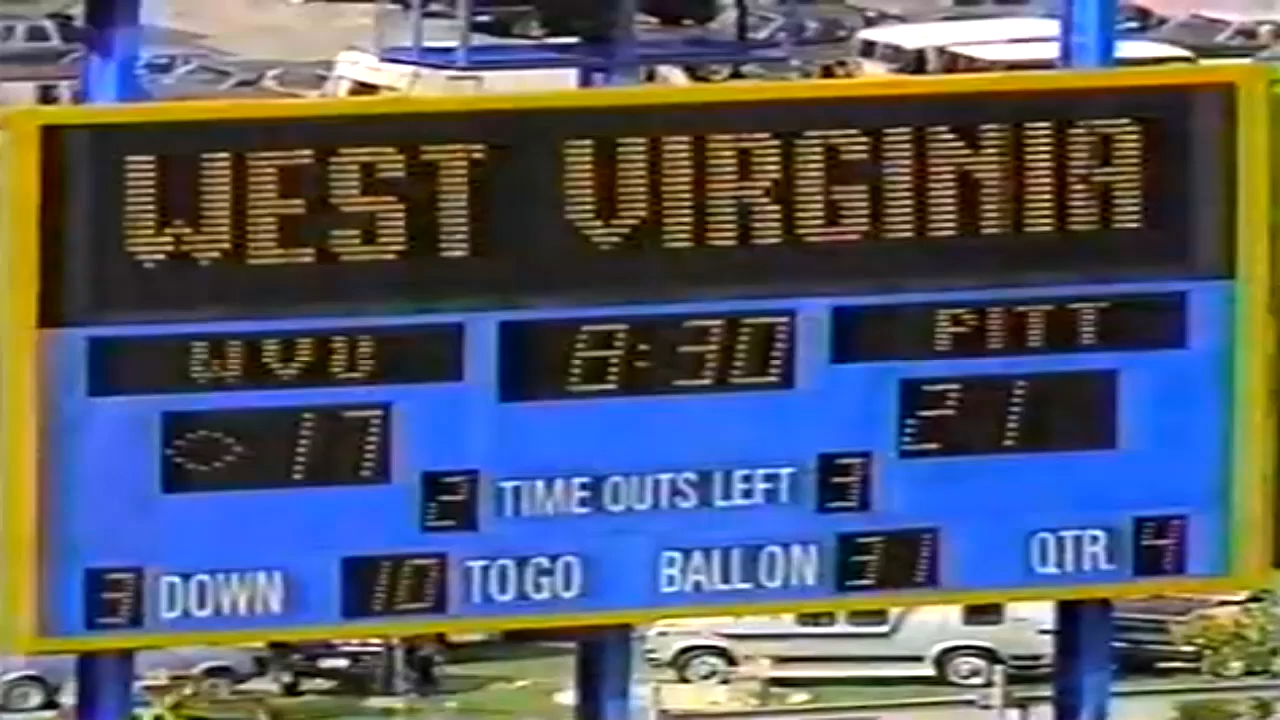 WEST VIRGINIA
WVU 8:30 PITT
17 21
2 TIME OUTS LEFT 3
3 DOWN 10 TO GO BALL ON 31 QTR. 4